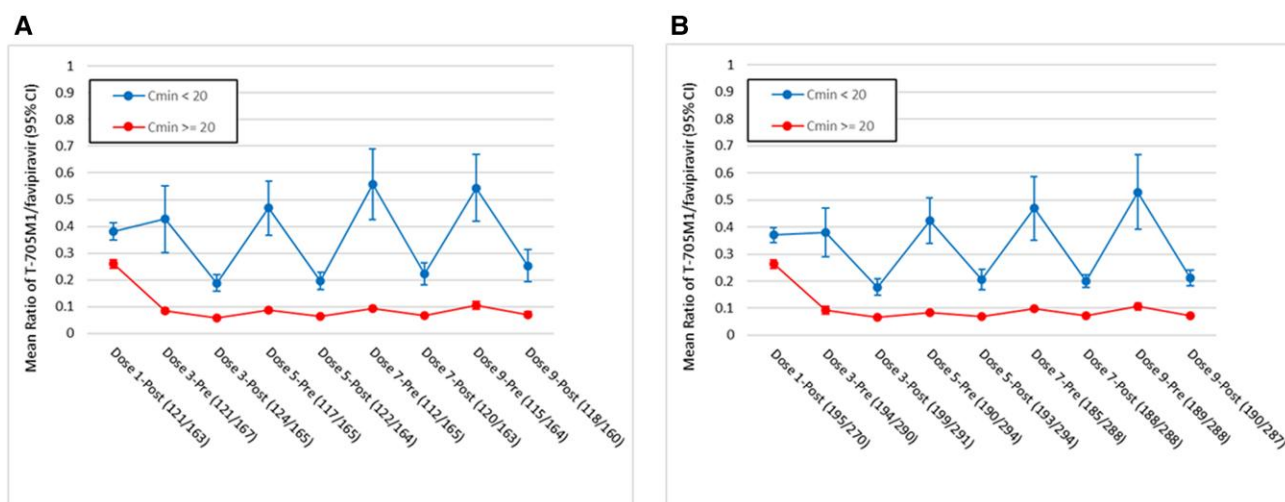 A
Mean Ratio of T-705M1/favipiravir (95% CI)
1
0.9
0.8
0.7
0.6
0.5
0.4
0.3
0.2
0.1
0
Cmin < 20
Cmin >= 20
Dose 1-Post (121/163)
Dose 3-Pre (121/167)
Dose 3-Post (124/165)
Dose 5-Pre (117/165)
Dose 5-Post (122/164)
Dose 7-Pre (112/165)
Dose 7-Post (120/163)
Dose 9-Pre (115/164)
Dose 9-Post (118/160)
B
Mean Ratio of T-705M1/favipiravir (95% CI)
1
0.9
0.8
0.7
0.6
0.5
0.4
0.3
0.2
0.1
0
Cmin < 20
Cmin >= 20
Dose 1-Post (195/270)
Dose 3-Pre (194/290)
Dose 3-Post (199/291)
Dose 5-Pre (190/294)
Dose 5-Post (193/294)
Dose 7-Pre (185/288)
Dose 7-Post (188/288)
Dose 9-Pre (189/288)
Dose 9-Post (190/287)